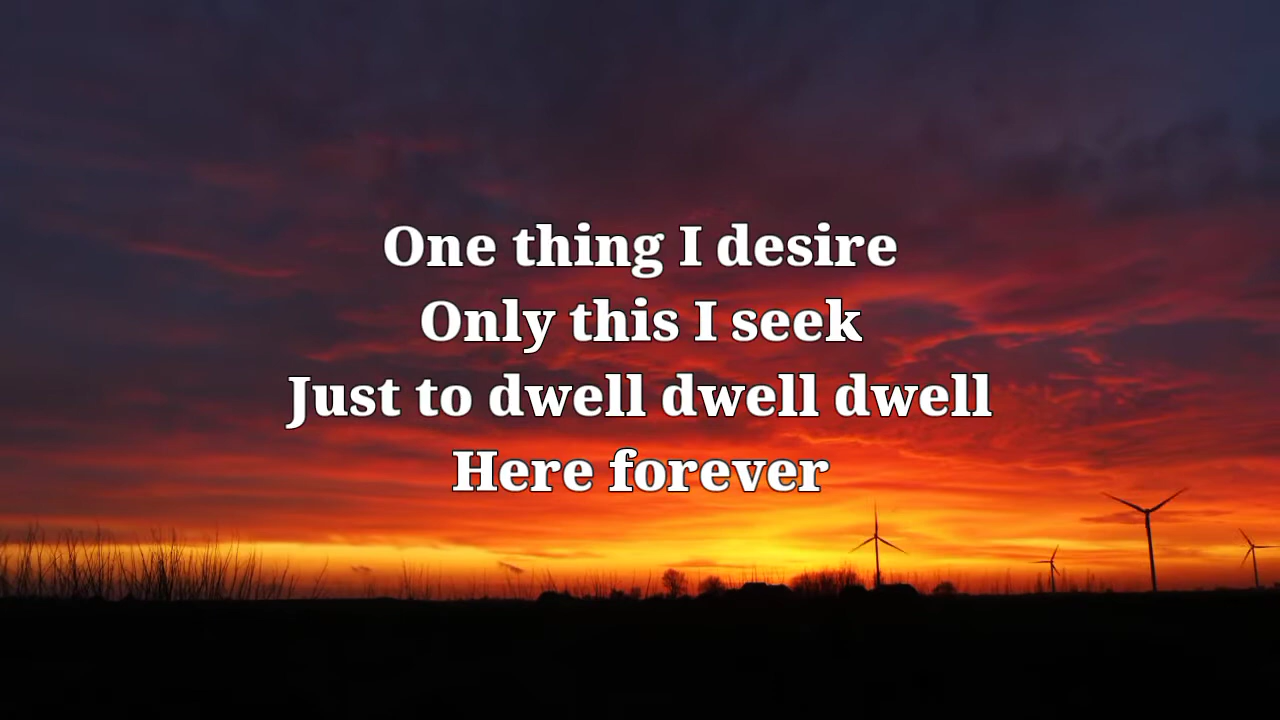 One thing I desire
Only this I seek
Just to dwell dwell dwell
Here forever